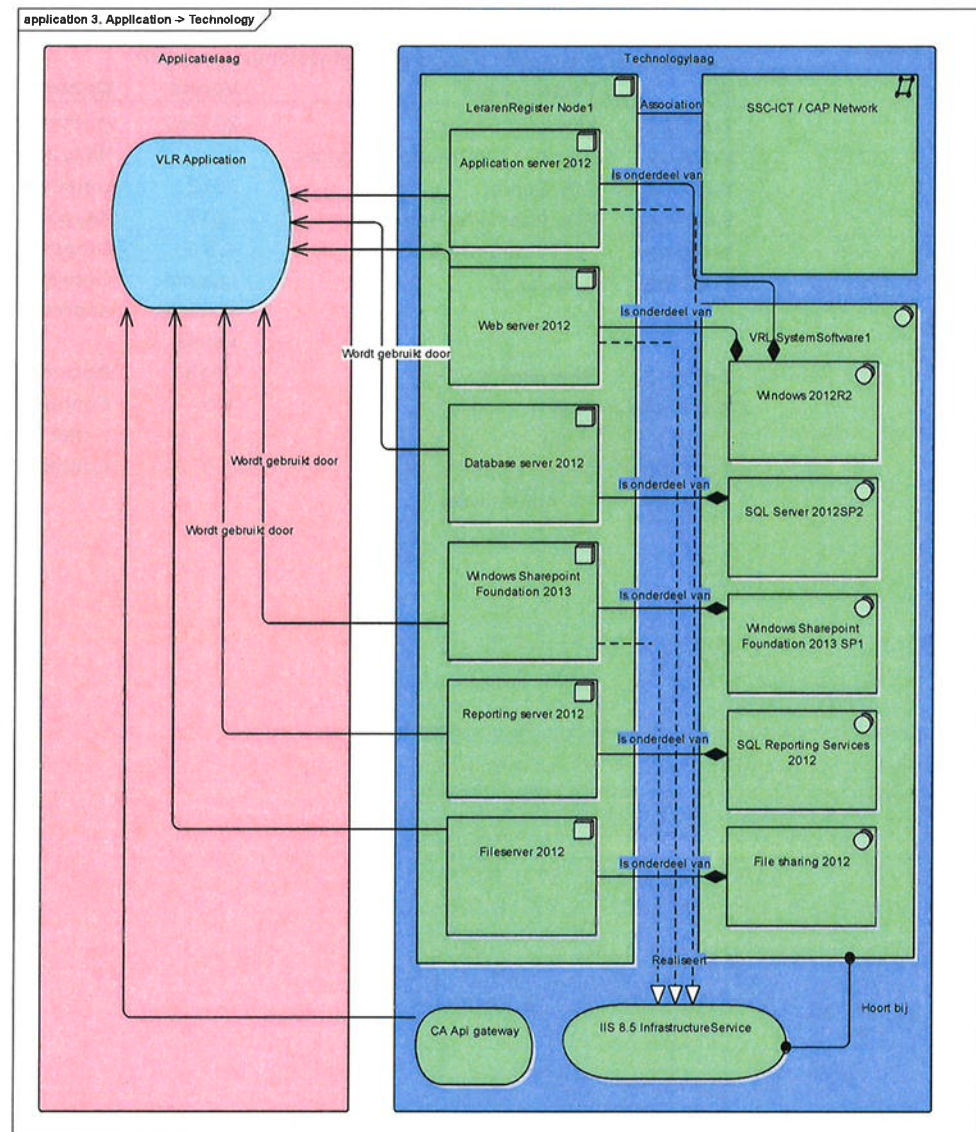 application 3. Application -> Technology
Applicatielaag
Technologylaag
VLR Application
LerarenRegister Node1
Association
SSC-ICT / CAP Network
Application server 2012
Is onderdeel van
Web server 2012
Is onderdeel van
VRL SystemSoftware1
Wordt gebruikt door
Windows 2012R2
Database server 2012
Wordt gebruikt door
Is onderdeel van
SQL Server 2012SP2
Wordt gebruikt door
Windows Sharepoint
Foundation 2013
Is onderdeel van
Windows Sharepoint
Foundation 2013 SP1
Reporting server 2012
Is onderdeel van
SQL Reporting Services
2012
Fileserver 2012
Is onderdeel van
File sharing 2012
Realiseert
Hoort bij
CA Api gateway
IIS 8.5 InfrastructureService